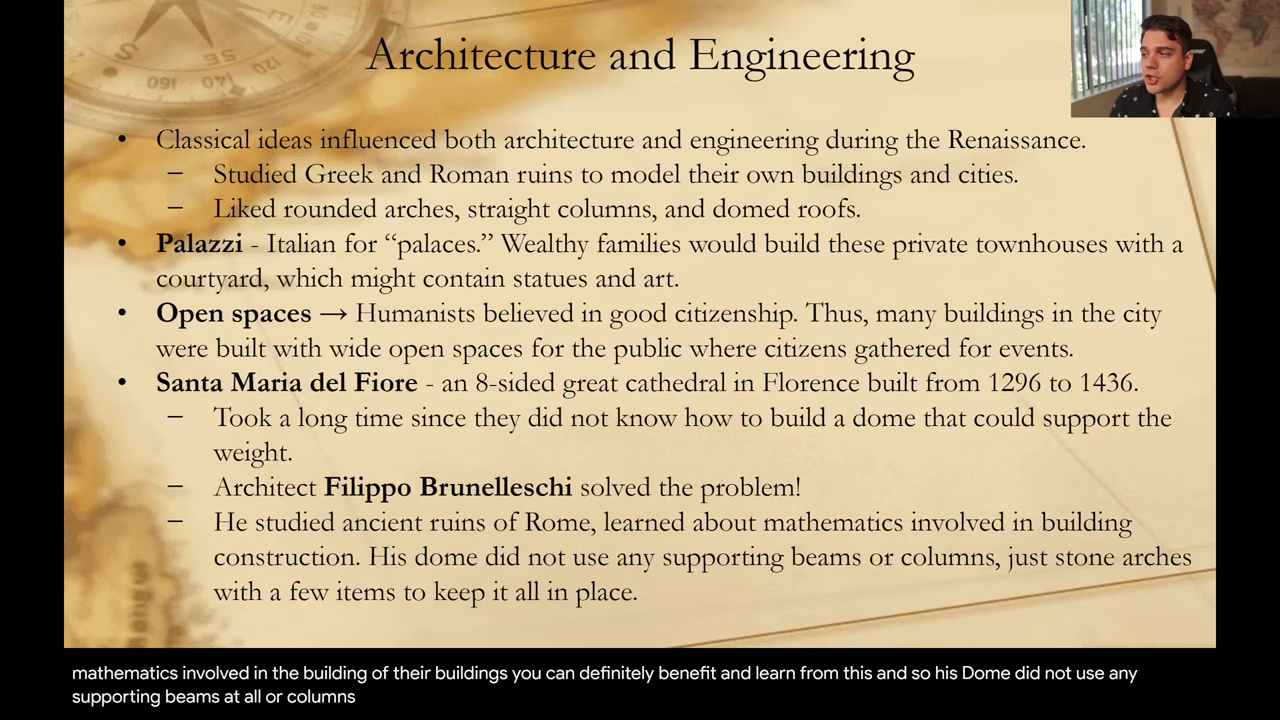 Architecture and Engineering
• Classical ideas influenced both architecture and engineering during the Renaissance.
– Studied Greek and Roman ruins to model their own buildings and cities.
– Liked rounded arches, straight columns, and domed roofs.
• Palazzi - Italian for “palaces.” Wealthy families would build these private townhouses with a
courtyard, which might contain statues and art.
• Open spaces → Humanists believed in good citizenship. Thus, many buildings in the city
were built with wide open spaces for the public where citizens gathered for events.
• Santa Maria del Fiore - an 8-sided great cathedral in Florence built from 1296 to 1436.
– Took a long time since they did not know how to build a dome that could support the
weight.
– Architect Filippo Brunelleschi solved the problem!
– He studied ancient ruins of Rome, learned about mathematics involved in building
construction. His dome did not use any supporting beams or columns, just stone arches
with a few items to keep it all in place.
mathematics involved in the building of their buildings you can definitely benefit and learn from this and so his Dome did not use any
supporting beams at all or columns
S
SE
E
160
140
120